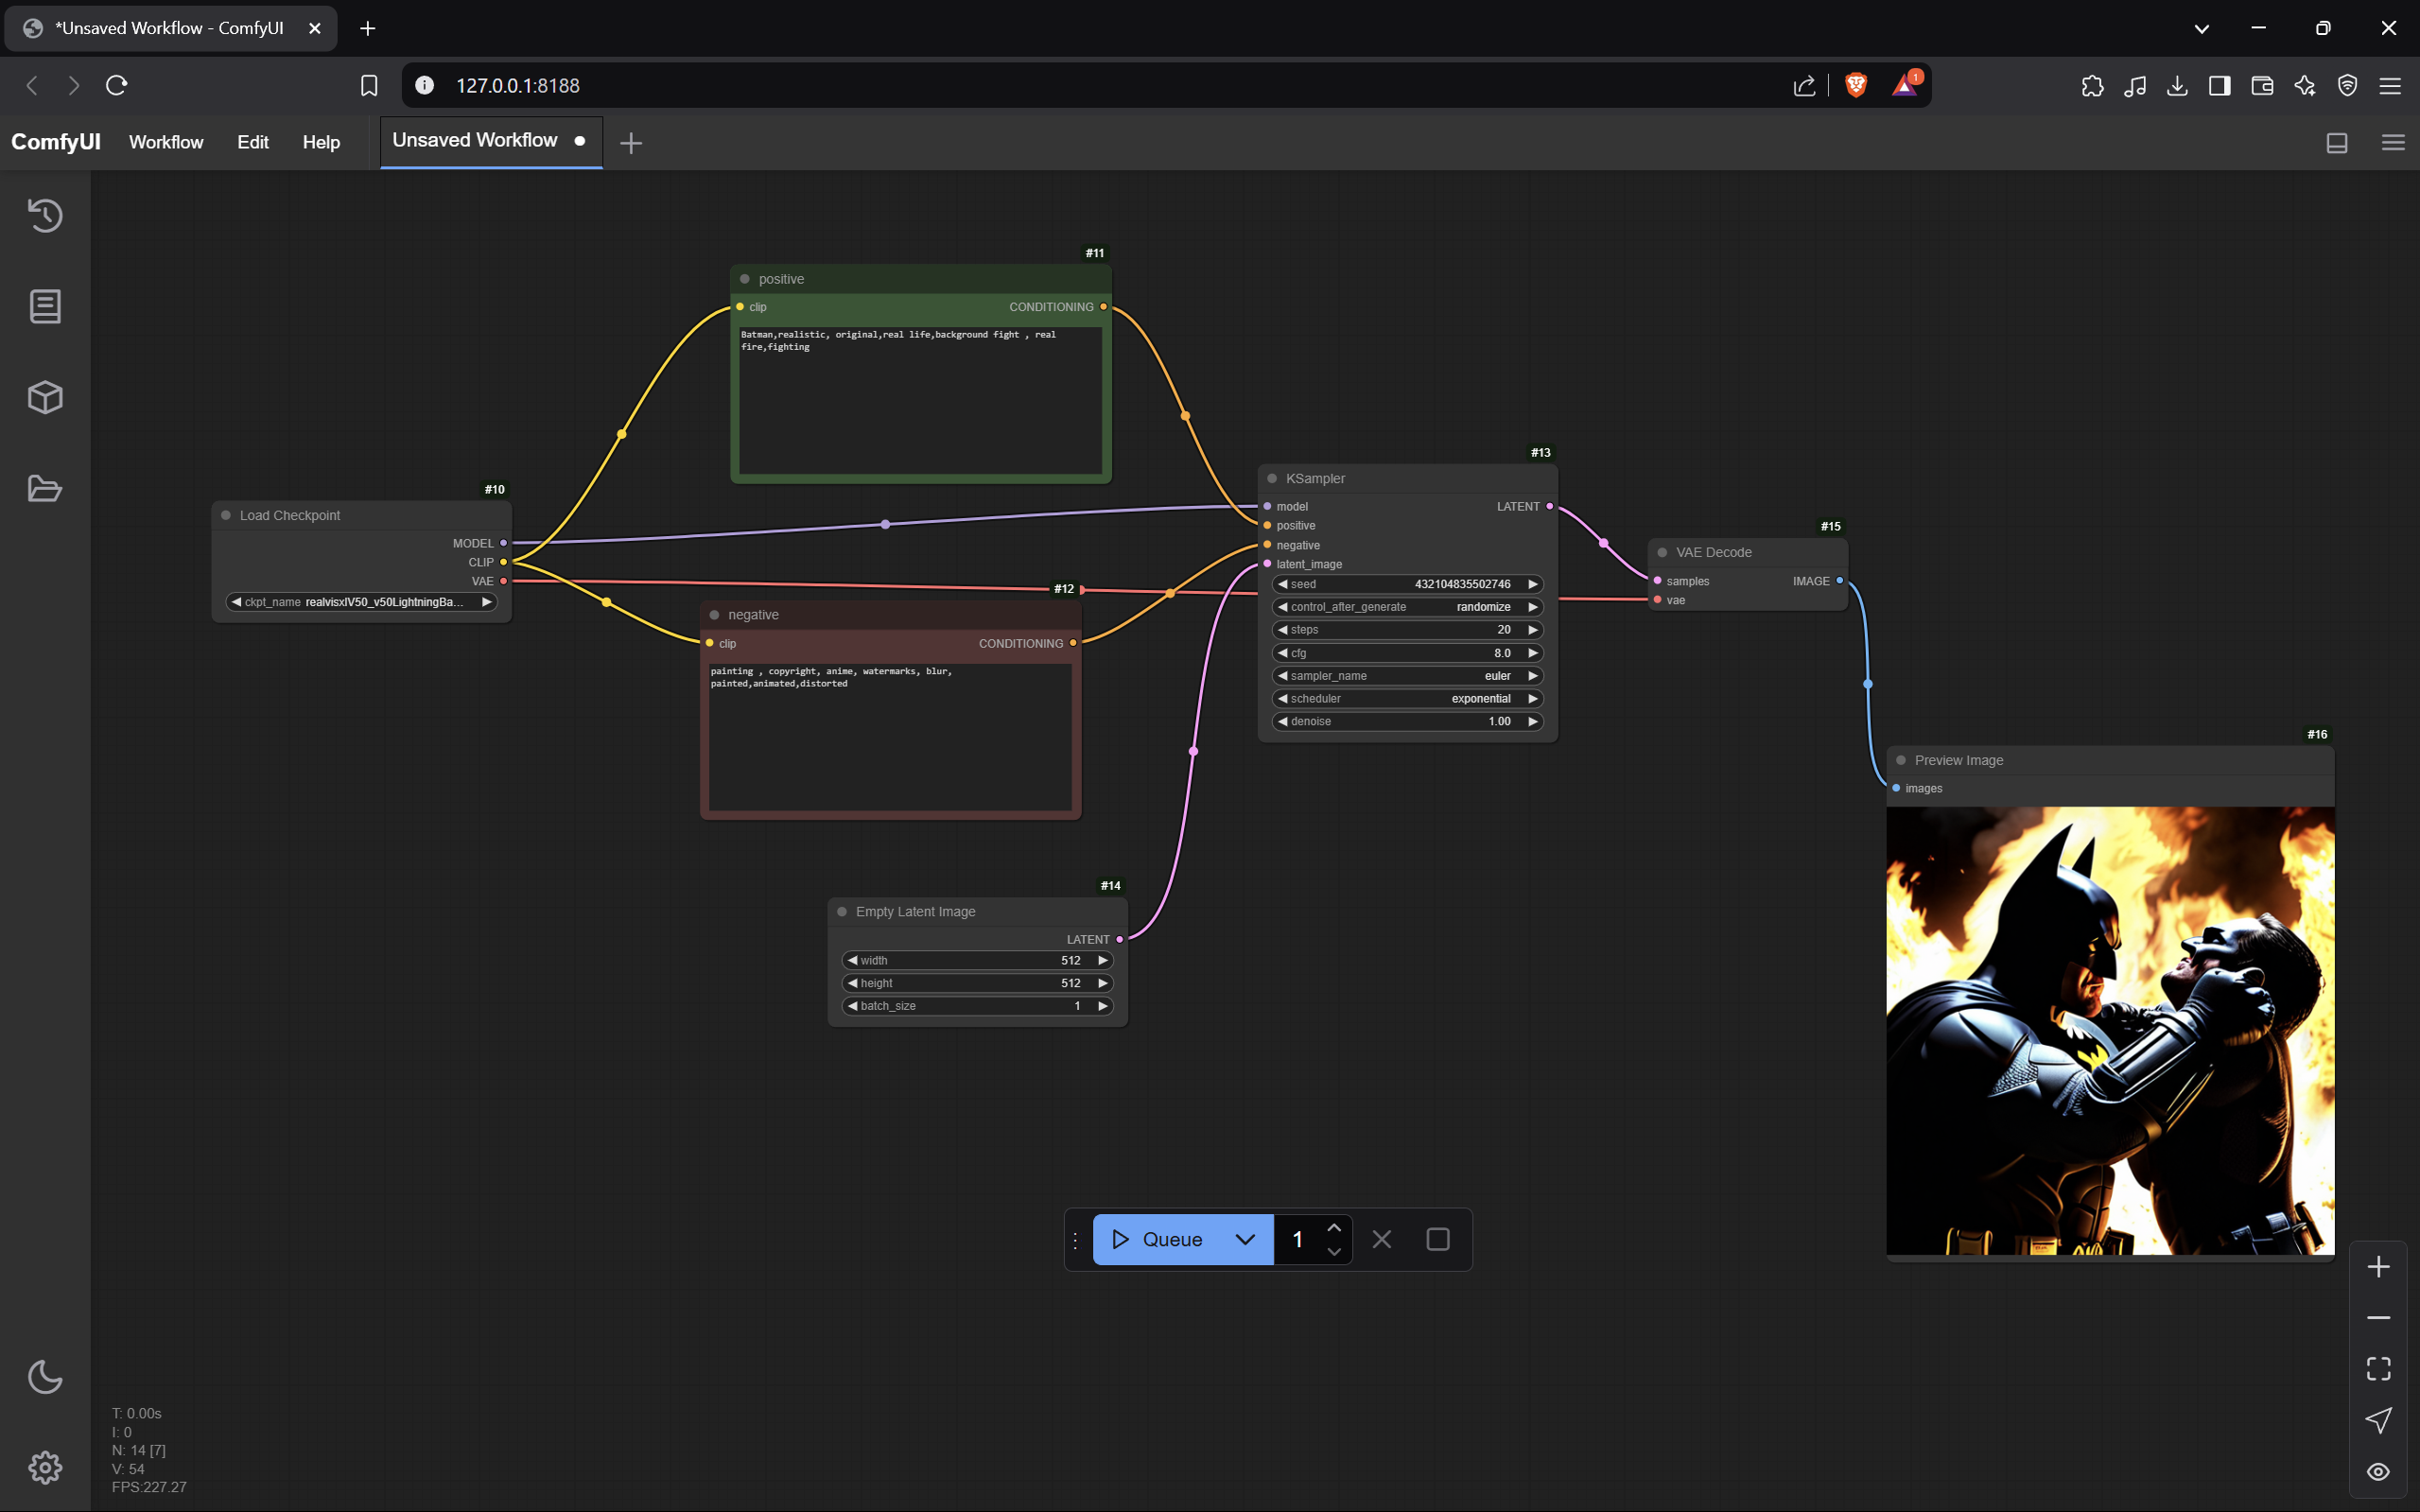 *Unsaved Workflow - ComfyUI
127.0.0.1:8188
1
ComfyUI Workflow Edit Help Unsaved Workflow
#11
positive
clip CONDITIONING
Batman,realistic, original,real life,background fight , real
fire,fighting
#10
Load Checkpoint
MODEL
CLIP
VAE
ckpt_name realvisxlV50_v50LightningBa...
#12
negative
clip CONDITIONING
painting , copyright, anime, watermarks, blur,
painted,animated,distorted
#14
Empty Latent Image
LATENT
width 512
height 512
batch_size 1
#13
KSampler
model LATENT
positive
negative
latent_image
seed 432104835502746
control_after_generate randomize
steps 20
cfg 8.0
sampler_name euler
scheduler exponential
denoise 1.00
#15
VAE Decode
samples IMAGE
vae
#16
Preview Image
images
Queue 1
T: 0.00s
I: 0
N: 14 [7]
V: 54
FPS:227.27